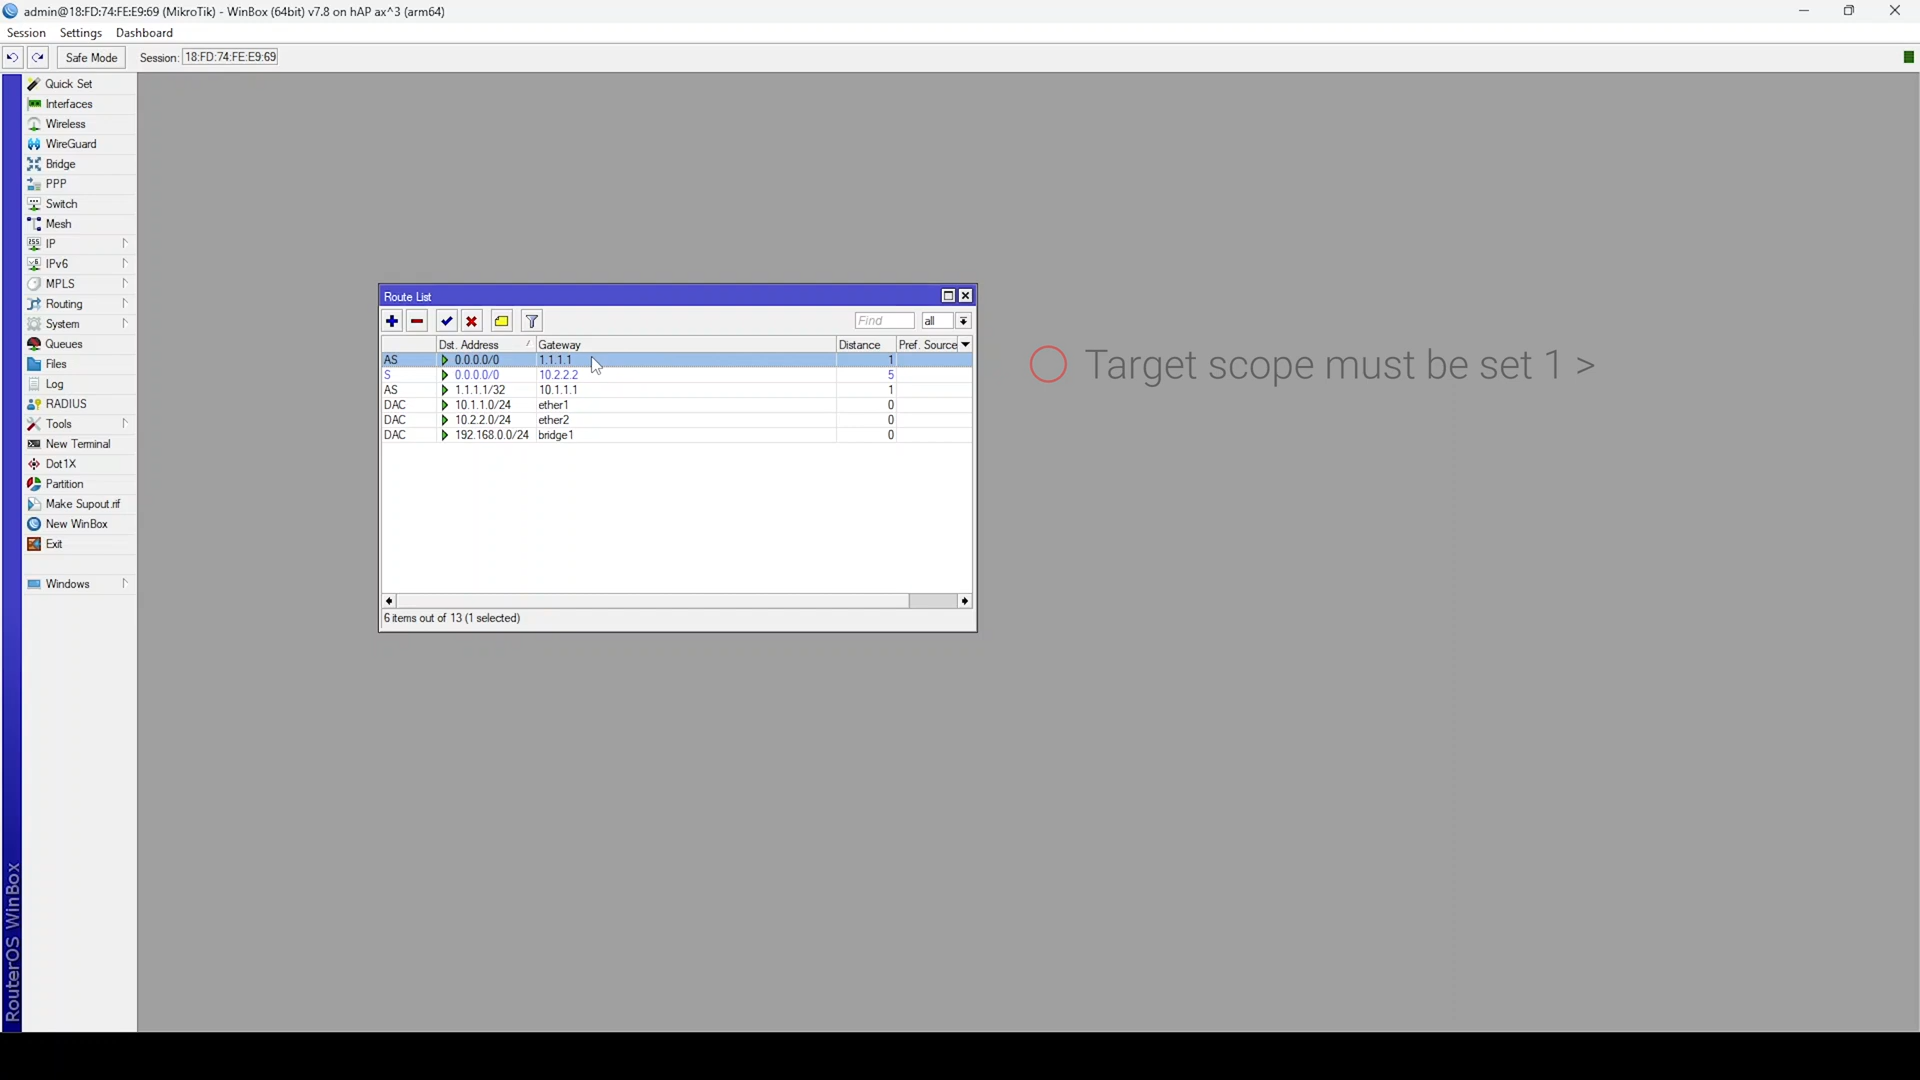 admin@18:FD:74:FE:E9:69 (MikroTik) - WinBox (64bit) v7.8 on hAP ax^3 (arm64)
Session Settings Dashboard
Safe Mode Session: 18:FD:74:FE:E9:69
Quick Set
Interfaces
Wireless
WireGuard
Bridge
PPP
Switch
Mesh
IP
IPv6
MPLS
Routing
System
Queues
Files
Log
RADIUS
Tools
New Terminal
Dot1X
Partition
Make Supout.rif
New WinBox
Exit
Windows
RouterOS WinBox
Route List
Find all
Dst. Address Gateway Distance Pref. Source
AS 0.0.0.0/0 1.1.1.1 1
S 0.0.0.0/0 10.2.2.2 5
AS 1.1.1.1/32 10.1.1.1 1
DAC 10.1.1.0/24 ether1 0
DAC 10.2.2.0/24 ether2 0
DAC 192.168.0.0/24 bridge1 0
6 items out of 13 (1 selected)
Target scope must be set 1 >